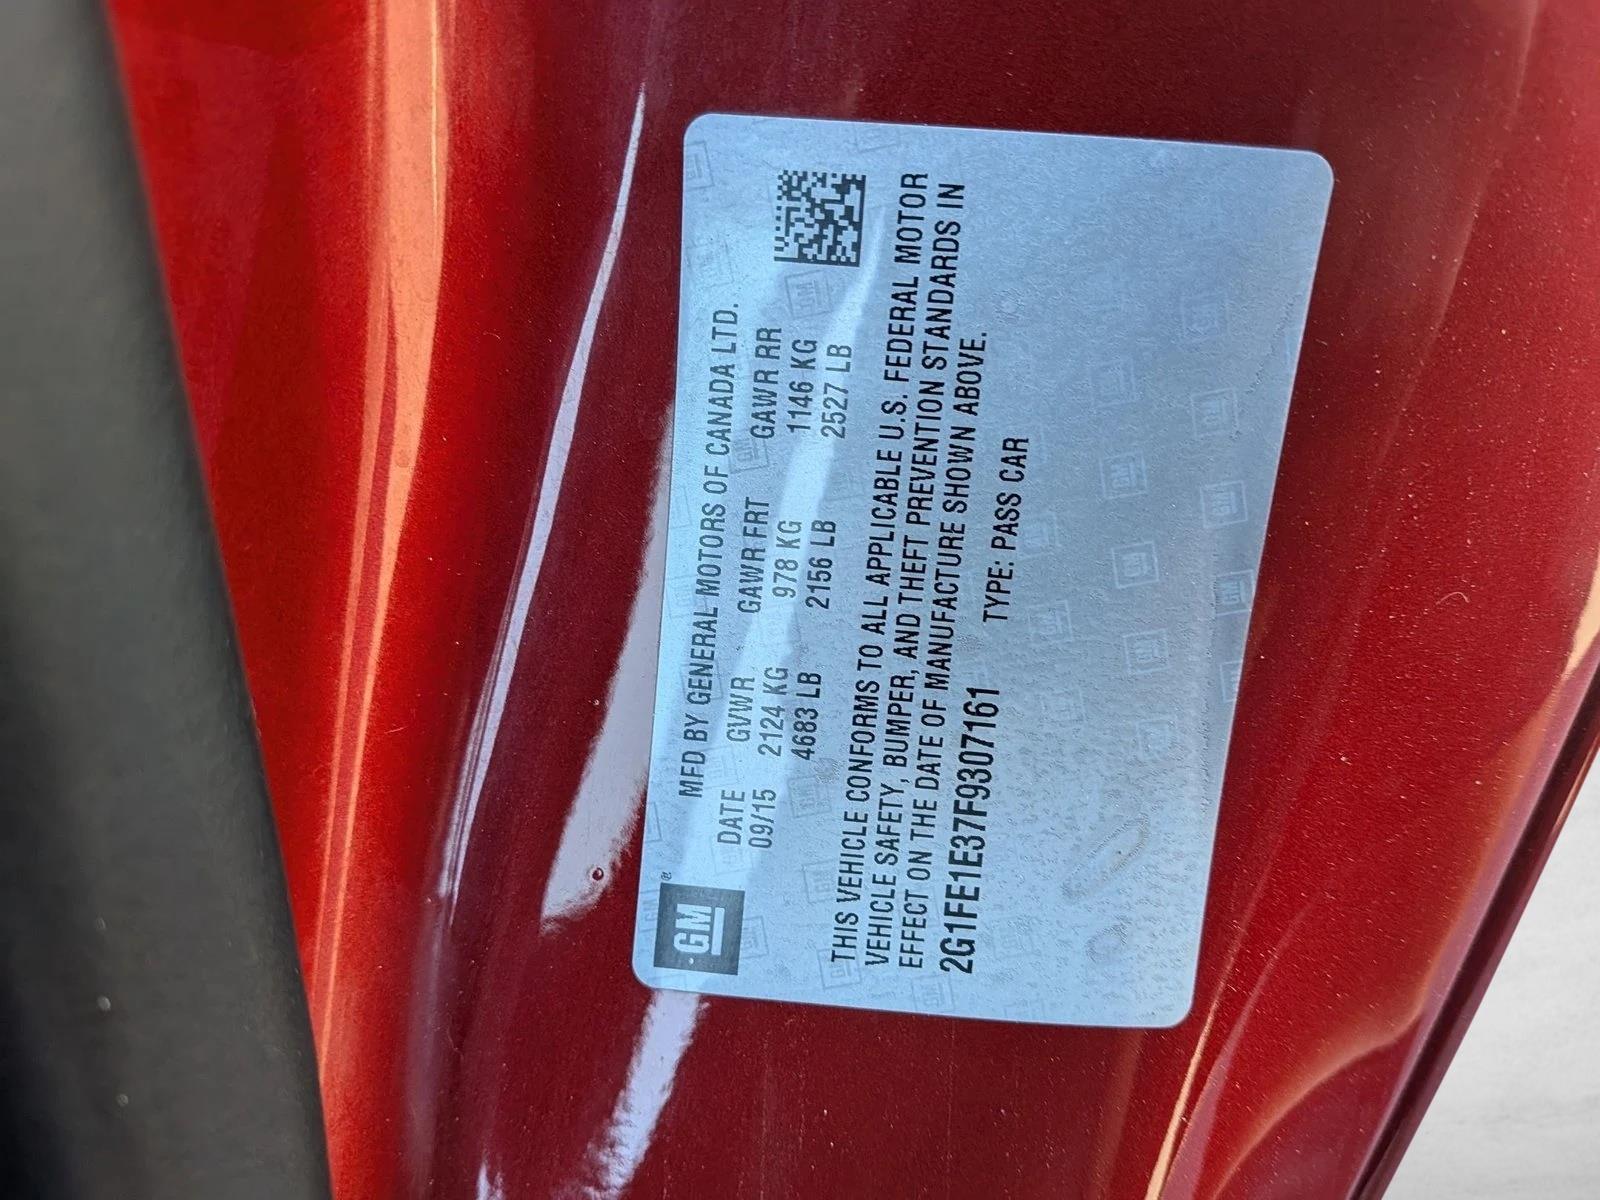 GM ®
MFD BY GENERAL MOTORS OF CANADA LTD.
DATE GVWR GAWR FRT GAWR RR
09/15 2124 KG 978 KG 1146 KG
4683 LB 2156 LB 2527 LB
THIS VEHICLE CONFORMS TO ALL APPLICABLE U.S. FEDERAL MOTOR
VEHICLE SAFETY, BUMPER, AND THEFT PREVENTION STANDARDS IN
EFFECT ON THE DATE OF MANUFACTURE SHOWN ABOVE.
2G1FE1E37F9307161 TYPE: PASS CAR